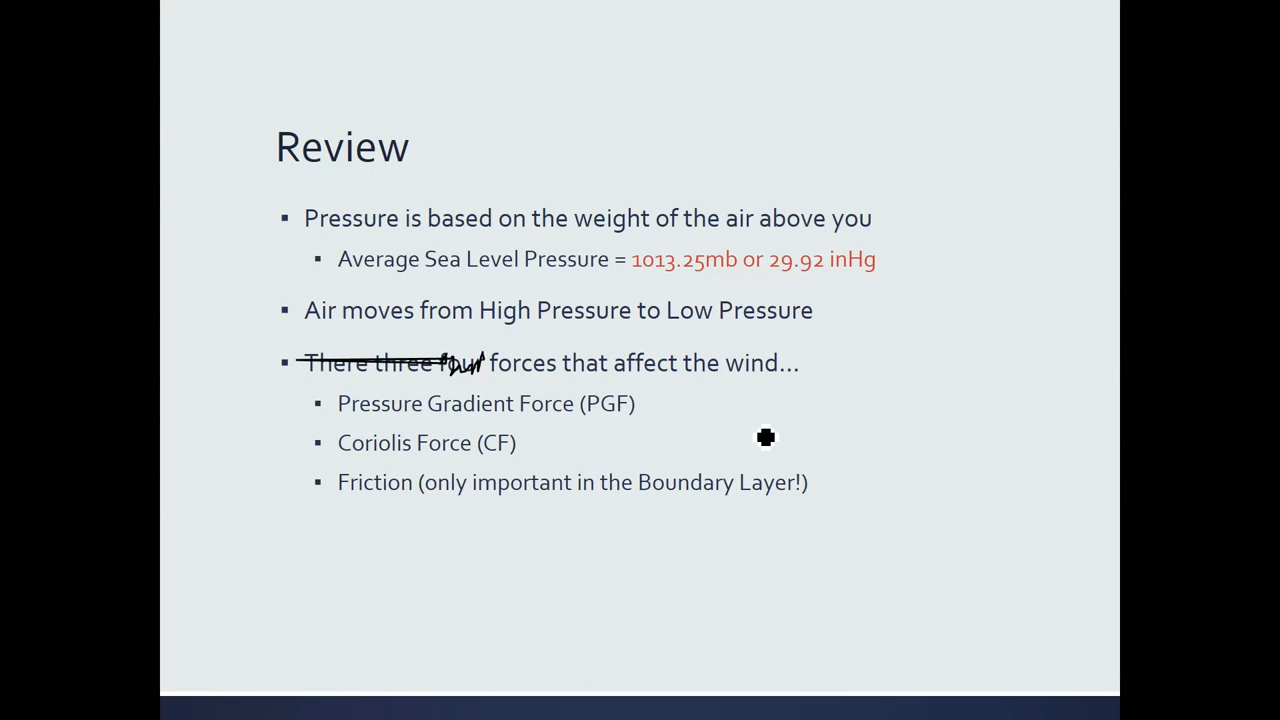 Review
▪ Pressure is based on the weight of the air above you
▪ Average Sea Level Pressure = 1013.25mb or 29.92 inHg
▪ Air moves from High Pressure to Low Pressure
▪ There three four forces that affect the wind…
▪ Pressure Gradient Force (PGF)
▪ Coriolis Force (CF)
▪ Friction (only important in the Boundary Layer!)